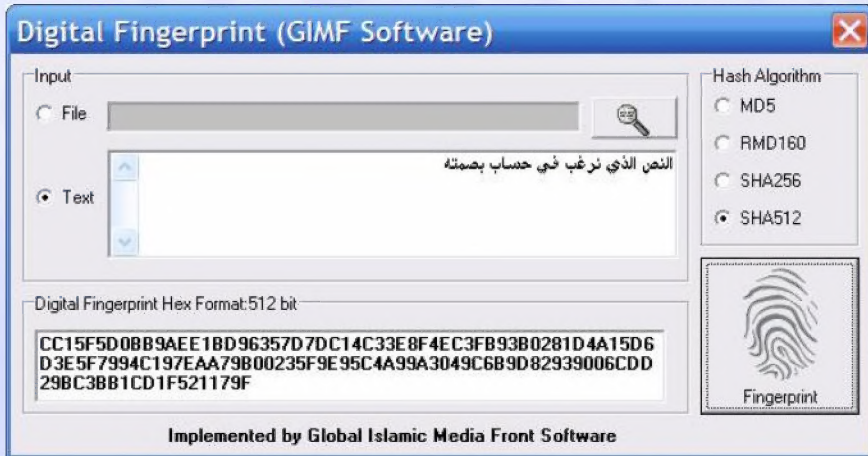 Digital Fingerprint (GIMF Software)
Input
File
Text
النص الذي نرغب في حساب بصمته
Hash Algorithm
MD5
RMD160
SHA256
SHA512
Digital Fingerprint Hex Format:512 bit
CC15F5D0BB9AEE1BD96357D7DC14C33E8F4EC3FB93B0281D4A15D6
D3E5F7994C197EAA79B00235F9E95C4A99A3049C6B9D82939006CDD
29BC3BB1CD1F521179F
Fingerprint
Implemented by Global Islamic Media Front Software